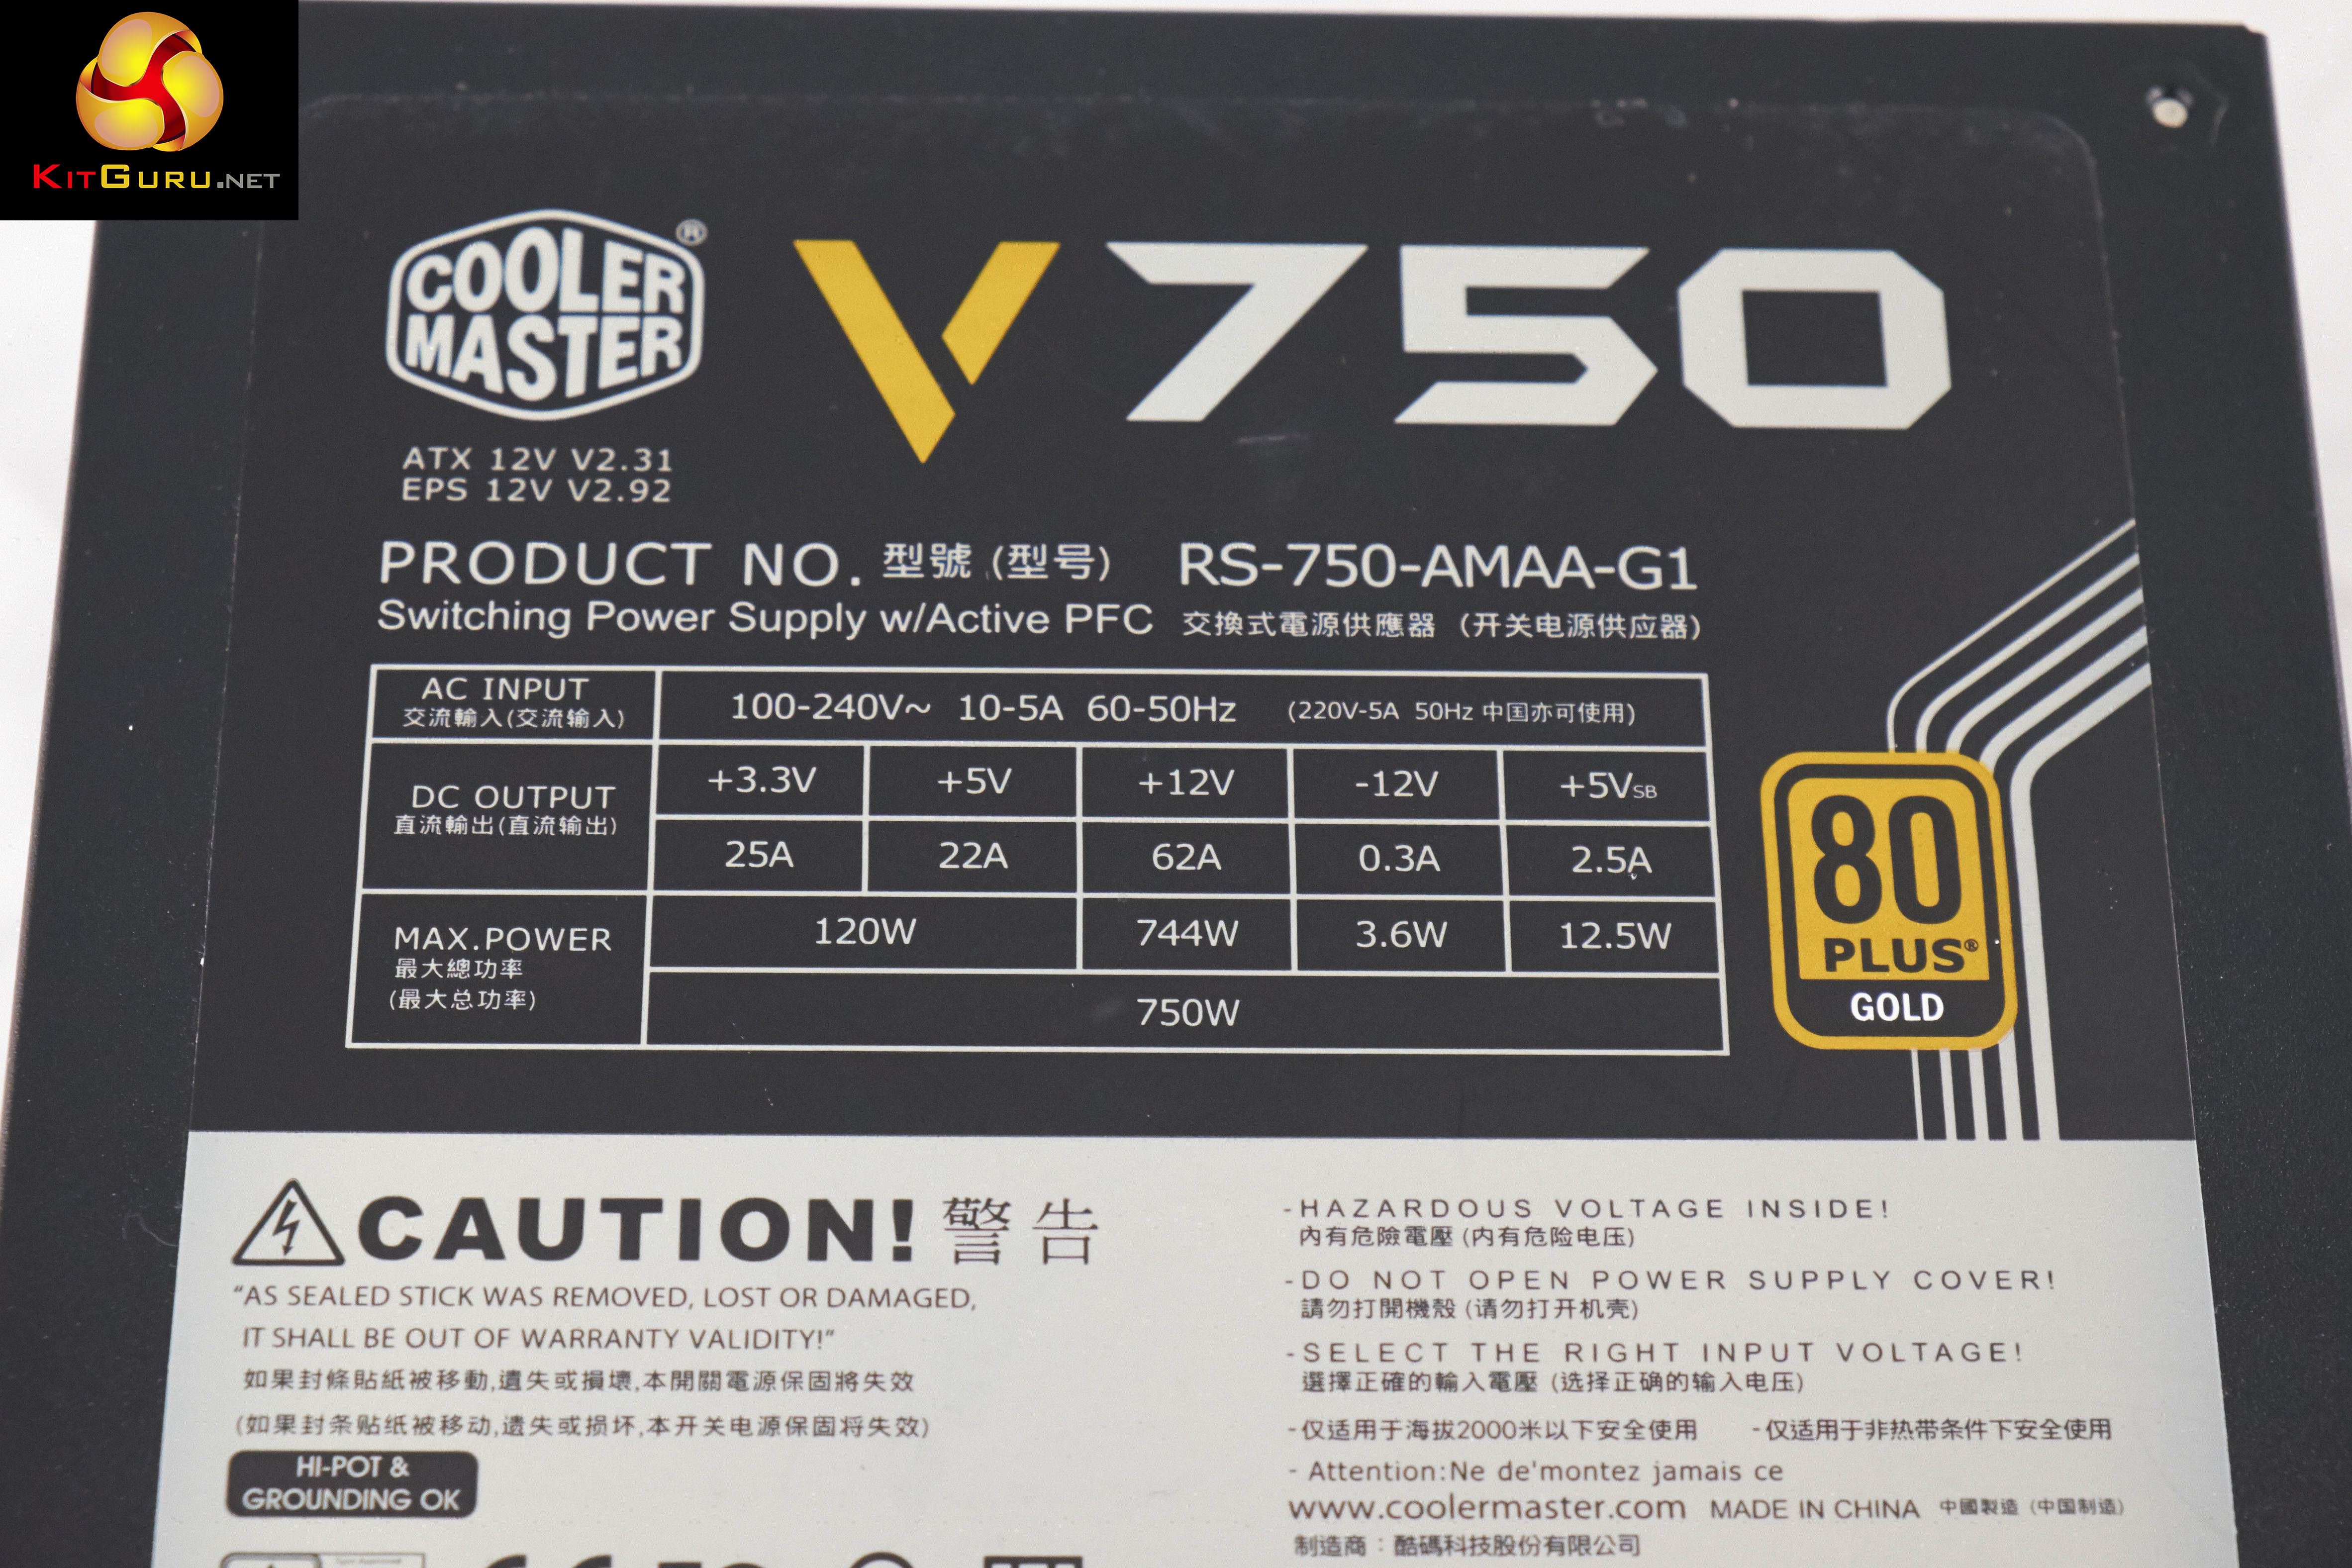 KITGURU.NET
COOLER MASTER®
V750
ATX 12V V2.31
EPS 12V V2.92
PRODUCT NO. 型號 (型号) RS-750-AMAA-G1
Switching Power Supply w/Active PFC 交換式電源供應器 (开关电源供应器)
AC INPUT 100-240V~ 10-5A 60-50Hz (220V-5A 50Hz 中国亦可使用)
交流輸入(交流输入)
DC OUTPUT
直流輸出(直流输出)
+3.3V +5V +12V -12V +5VSB
25A 22A 62A 0.3A 2.5A
MAX.POWER
最大總功率
(最大总功率)
120W 744W 3.6W 12.5W
750W
80
PLUS®
GOLD
CAUTION! 警告
“AS SEALED STICK WAS REMOVED, LOST OR DAMAGED,
IT SHALL BE OUT OF WARRANTY VALIDITY!”
如果封條貼紙被移動,遺失或損壞,本開關電源保固將失效
(如果封条贴纸被移动,遗失或损坏,本开关电源保固将失效)
HI-POT &
GROUNDING OK
-HAZARDOUS VOLTAGE INSIDE!
內有危險電壓 (内有危险电压)
-DO NOT OPEN POWER SUPPLY COVER!
請勿打開機殼 (请勿打开机壳)
-SELECT THE RIGHT INPUT VOLTAGE!
選擇正確的輸入電壓 (选择正确的输入电压)
-仅适用于海拔2000米以下安全使用 -仅适用于非热带条件下安全使用
- Attention:Ne de'montez jamais ce
www.coolermaster.com MADE IN CHINA 中國製造 (中国制造)
制造商：酷碼科技股份有限公司